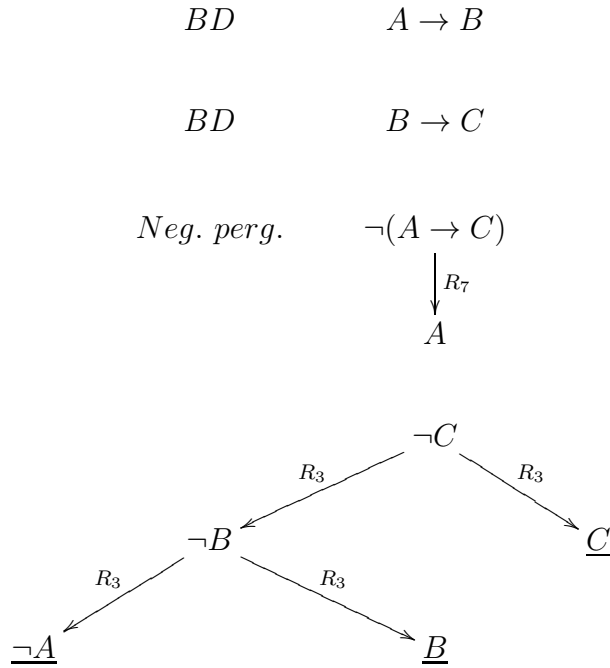 BD A → B
BD B → C
Neg. perg. ¬(A → C)
R₇
A
¬C
R₃ R₃
¬B C
R₃ R₃
¬A B